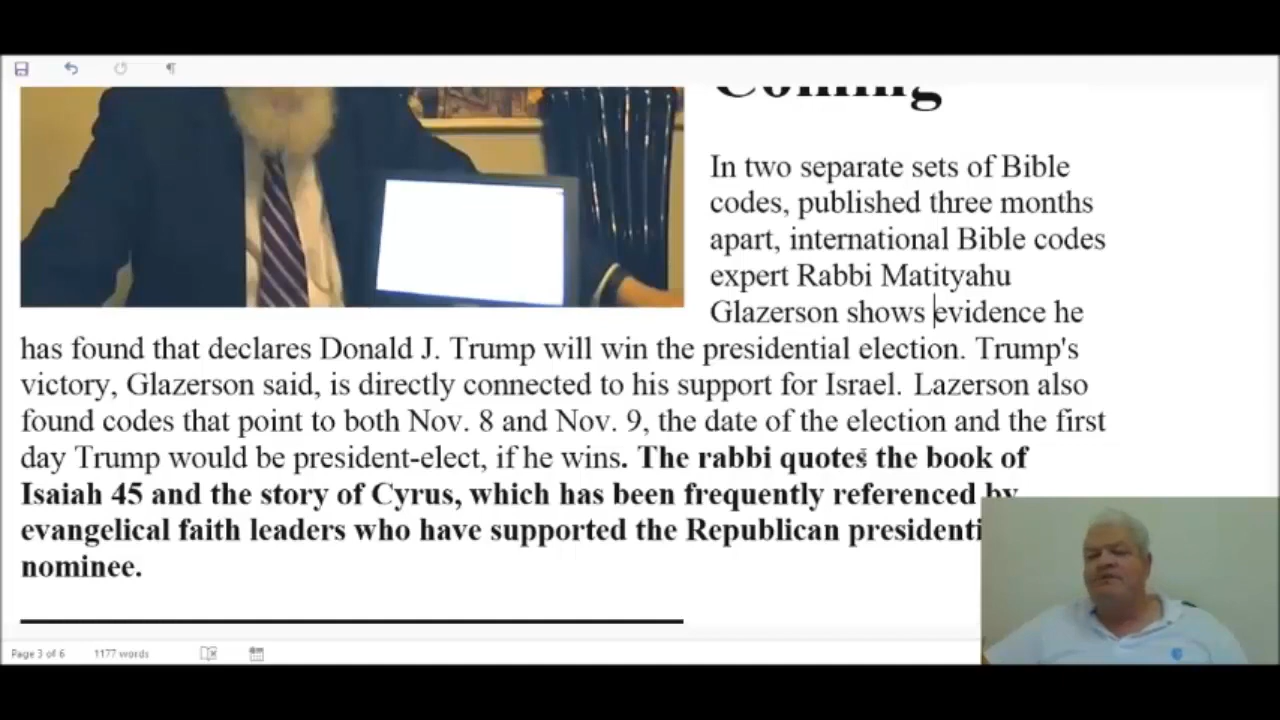 Coming
In two separate sets of Bible
codes, published three months
apart, international Bible codes
expert Rabbi Matityahu
Glazerson shows evidence he
has found that declares Donald J. Trump will win the presidential election. Trump's
victory, Glazerson said, is directly connected to his support for Israel. Lazerson also
found codes that point to both Nov. 8 and Nov. 9, the date of the election and the first
day Trump would be president-elect, if he wins. The rabbi quotes the book of
Isaiah 45 and the story of Cyrus, which has been frequently referenced by
evangelical faith leaders who have supported the Republican presidenti
nominee.
Page 3 of 6 1177 words